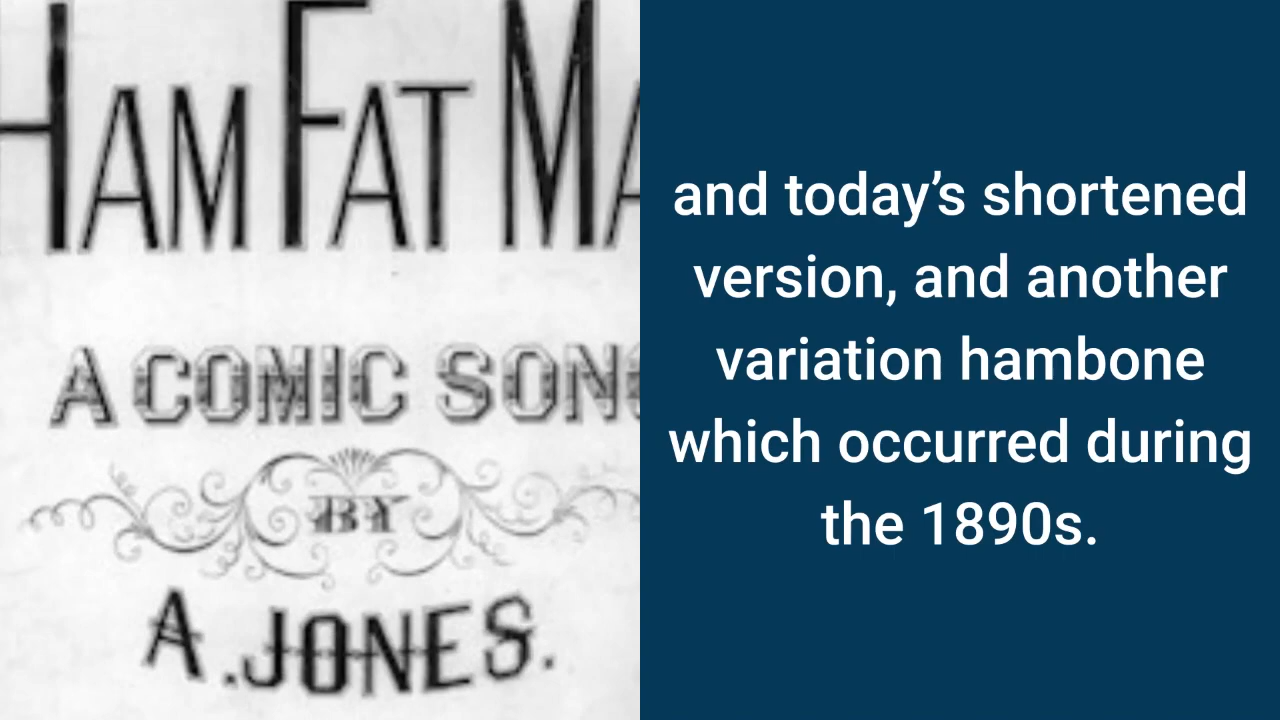 HAM FAT MA
A COMIC SONG
BY
A. JONES.
and today’s shortened
version, and another
variation hambone
which occurred during
the 1890s.